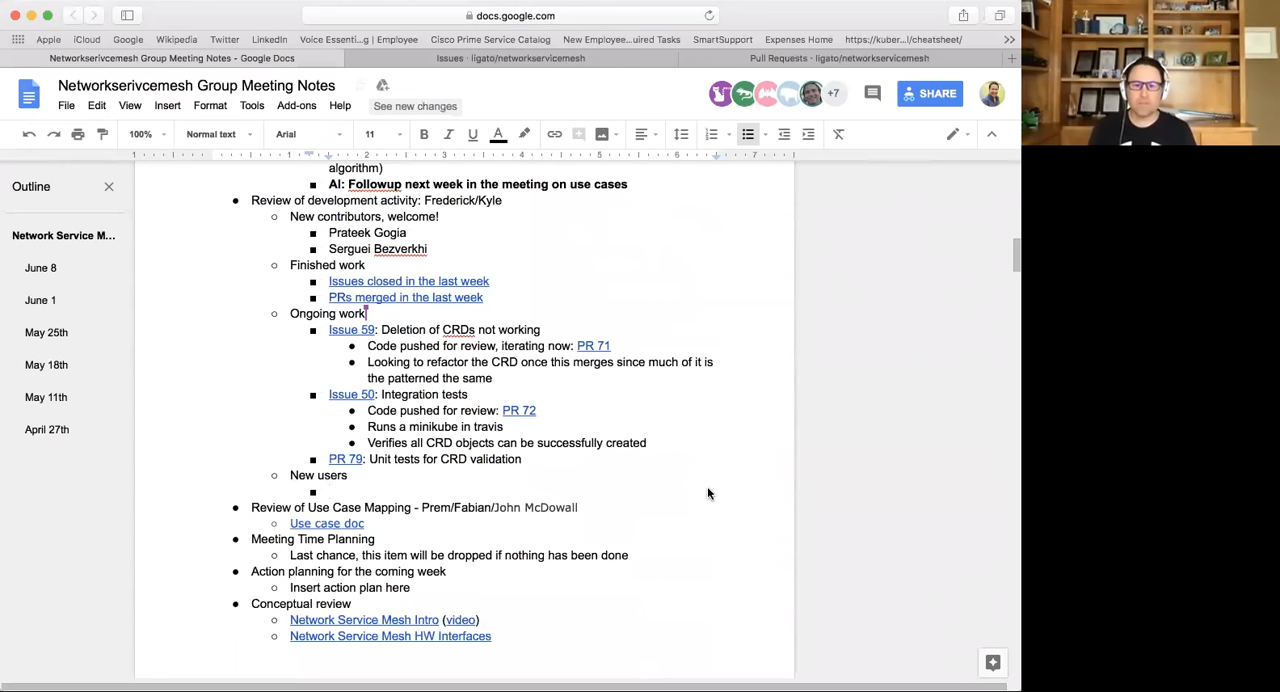 docs.google.com
Apple iCloud Google Wikipedia Twitter LinkedIn Voice Essenti...g | Employee Cisco Prime Service Catalog New Employee...uired Tasks SmartSupport Expenses Home https://kuber...l/cheatsheet/
Networkserivcemesh Group Meeting Notes - Google Docs Issues · ligato/networkservicemesh Pull Requests · ligato/networkservicemesh
Networkserivcemesh Group Meeting Notes
File Edit View Insert Format Tools Add-ons Help See new changes
+7 SHARE
100% Normal text Arial 11 B I U A
1 1 2 3 4 5 6 7
Outline
Network Service M...
June 8
June 1
May 25th
May 18th
May 11th
April 27th
algorithm)
AI: Followup next week in the meeting on use cases
Review of development activity: Frederick/Kyle
New contributors, welcome!
Prateek Gogia
Serguei Bezverkhi
Finished work
Issues closed in the last week
PRs merged in the last week
Ongoing work
Issue 59: Deletion of CRDs not working
Code pushed for review, iterating now: PR 71
Looking to refactor the CRD once this merges since much of it is
the patterned the same
Issue 50: Integration tests
Code pushed for review: PR 72
Runs a minikube in travis
Verifies all CRD objects can be successfully created
PR 79: Unit tests for CRD validation
New users
Review of Use Case Mapping - Prem/Fabian/John McDowall
Use case doc
Meeting Time Planning
Last chance, this item will be dropped if nothing has been done
Action planning for the coming week
Insert action plan here
Conceptual review
Network Service Mesh Intro (video)
Network Service Mesh HW Interfaces